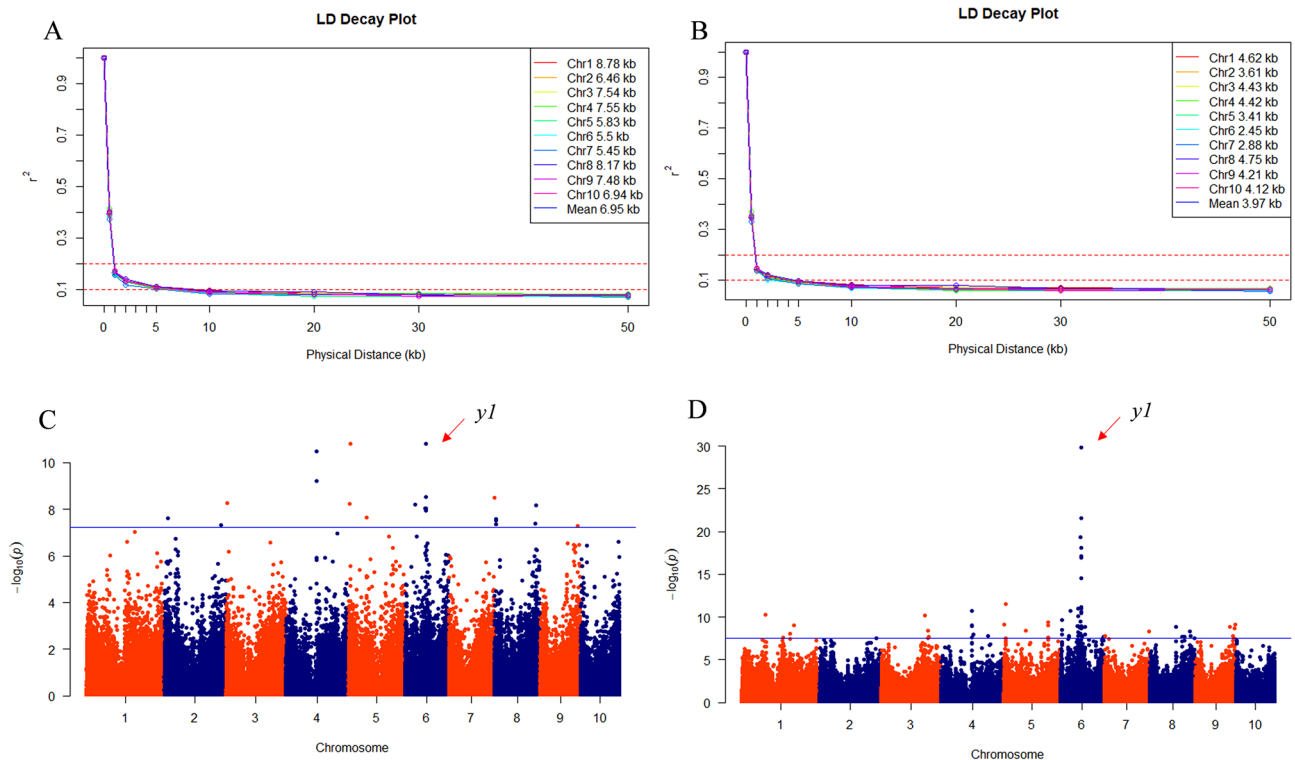 A
LD Decay Plot
r2
0.9
0.7
0.5
0.3
0.1
Chr1 8.78 kb
Chr2 6.46 kb
Chr3 7.54 kb
Chr4 7.55 kb
Chr5 5.83 kb
Chr6 5.5 kb
Chr7 5.45 kb
Chr8 8.17 kb
Chr9 7.48 kb
Chr10 6.94 kb
Mean 6.95 kb
0 5 10 20 30 50
Physical Distance (kb)
B
LD Decay Plot
r2
0.9
0.7
0.5
0.3
0.1
Chr1 4.62 kb
Chr2 3.61 kb
Chr3 4.43 kb
Chr4 4.42 kb
Chr5 3.41 kb
Chr6 2.45 kb
Chr7 2.88 kb
Chr8 4.75 kb
Chr9 4.21 kb
Chr10 4.12 kb
Mean 3.97 kb
0 5 10 20 30 50
Physical Distance (kb)
C
y1
−log10(p)
10
8
6
4
2
0
1 2 3 4 5 6 7 8 9 10
Chromosome
D
y1
−log10(p)
30
25
20
15
10
5
0
1 2 3 4 5 6 7 8 9 10
Chromosome